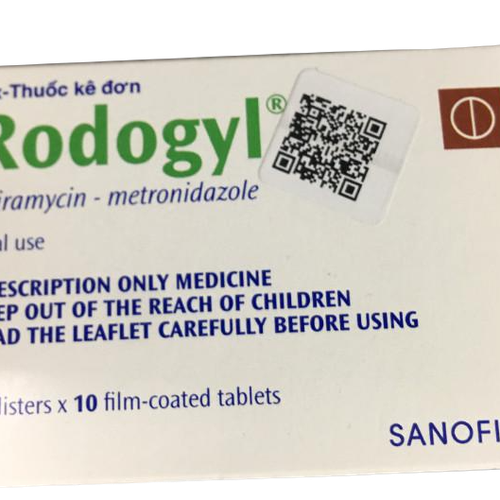 -Thuốc kê đơn
Rodogyl®
iramycin - metronidazole
al use
ESCRIPTION ONLY MEDICINE
EP OUT OF THE REACH OF CHILDREN
AD THE LEAFLET CAREFULLY BEFORE USING
listers x 10 film-coated tablets
SANOFI